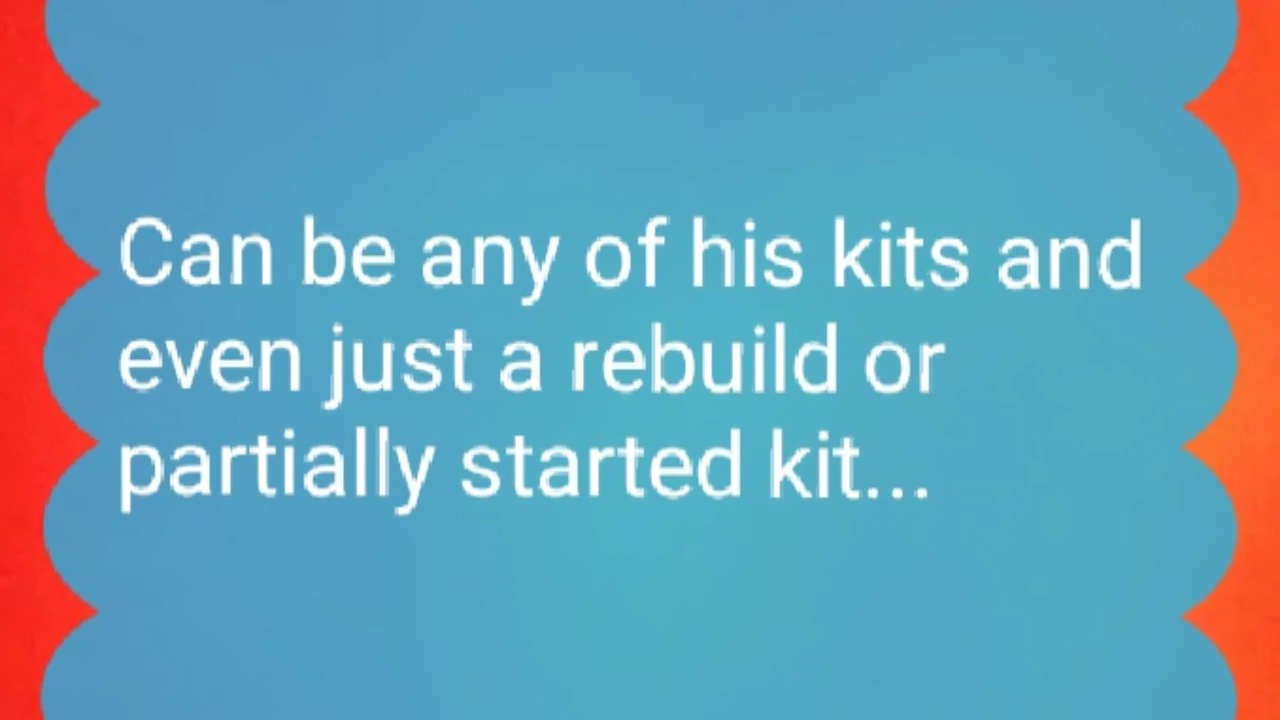 Can be any of his kits and
even just a rebuild or
partially started kit...